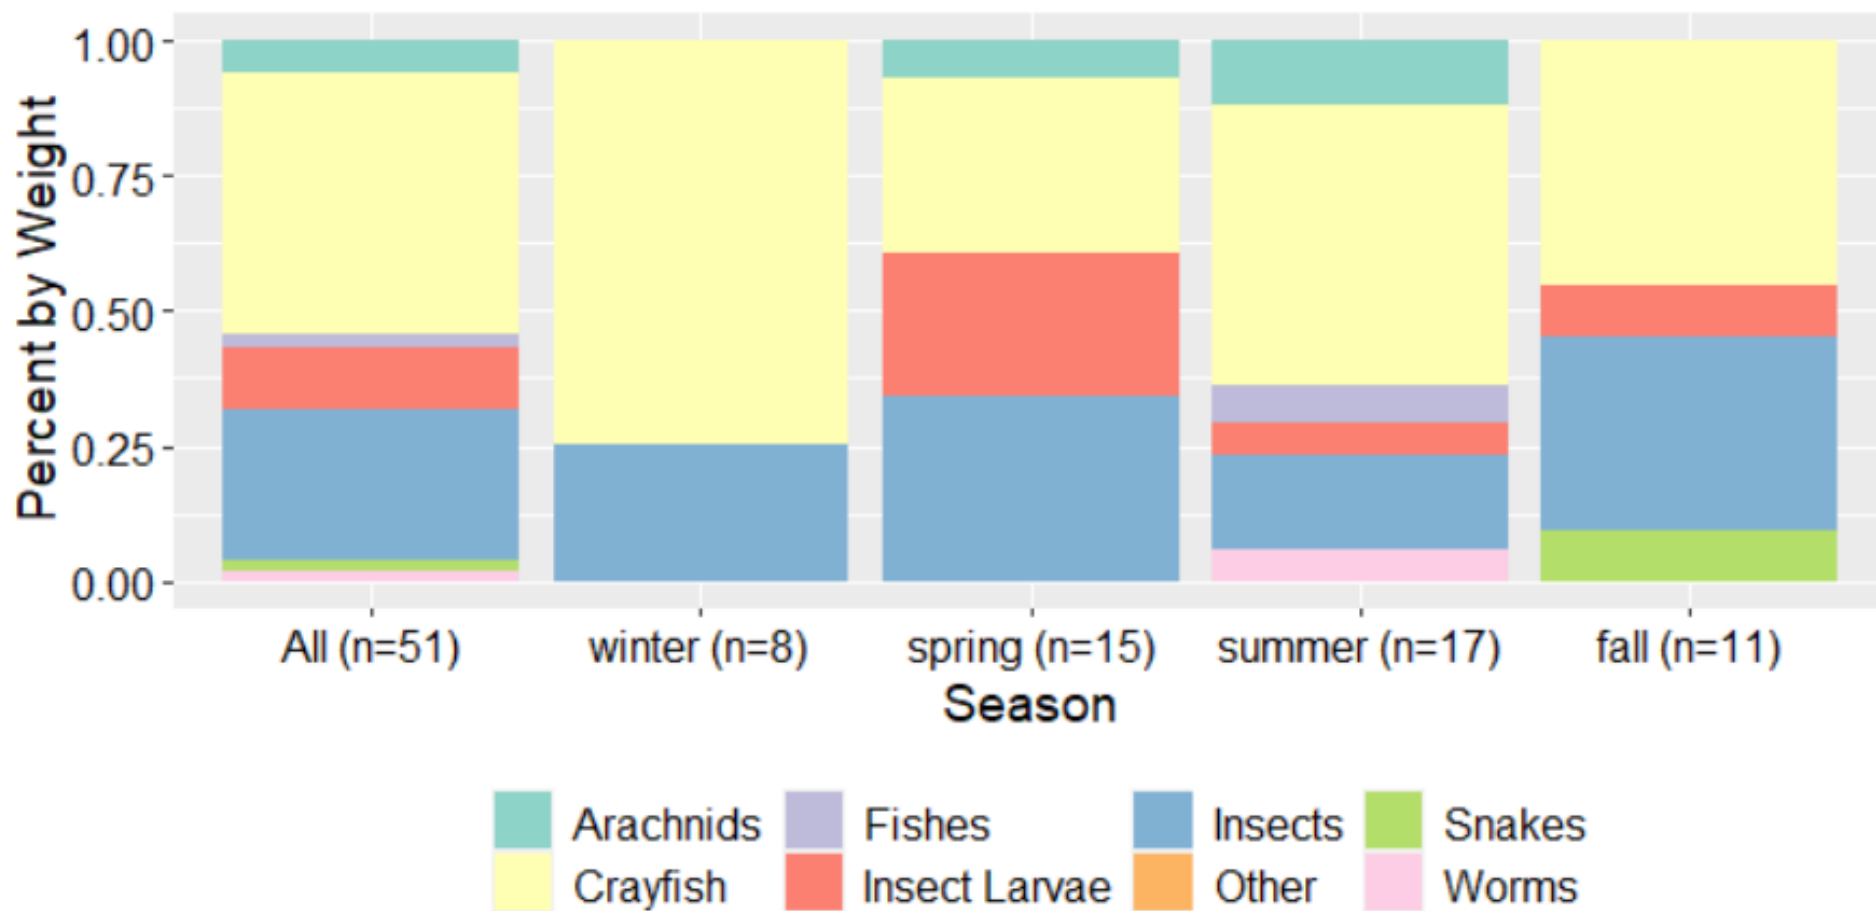 Percent by Weight
1.00
0.75
0.50
0.25
0.00
All (n=51) winter (n=8) spring (n=15) summer (n=17) fall (n=11)
Season
Arachnids Fishes Insects Snakes
Crayfish Insect Larvae Other Worms